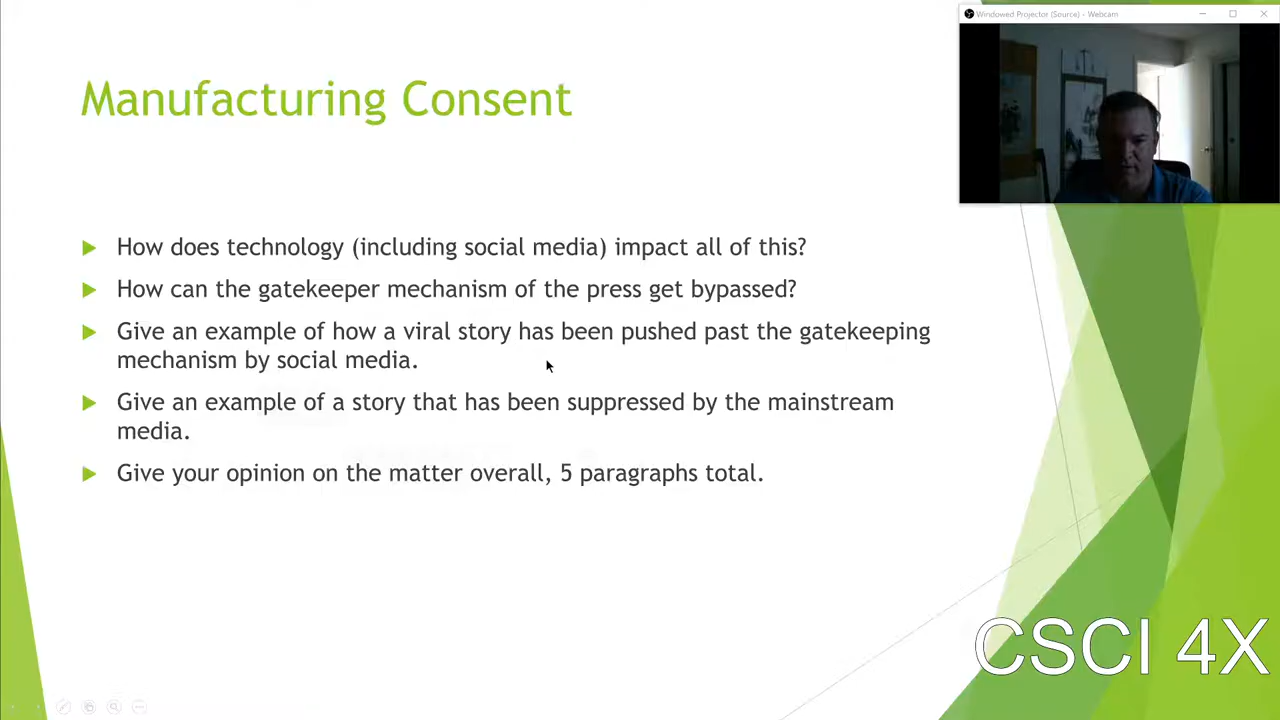 Windowed Projector (Source) - Webcam
Manufacturing Consent
How does technology (including social media) impact all of this?
How can the gatekeeper mechanism of the press get bypassed?
Give an example of how a viral story has been pushed past the gatekeeping
mechanism by social media.
Give an example of a story that has been suppressed by the mainstream
media.
Give your opinion on the matter overall, 5 paragraphs total.
CSCI 4X